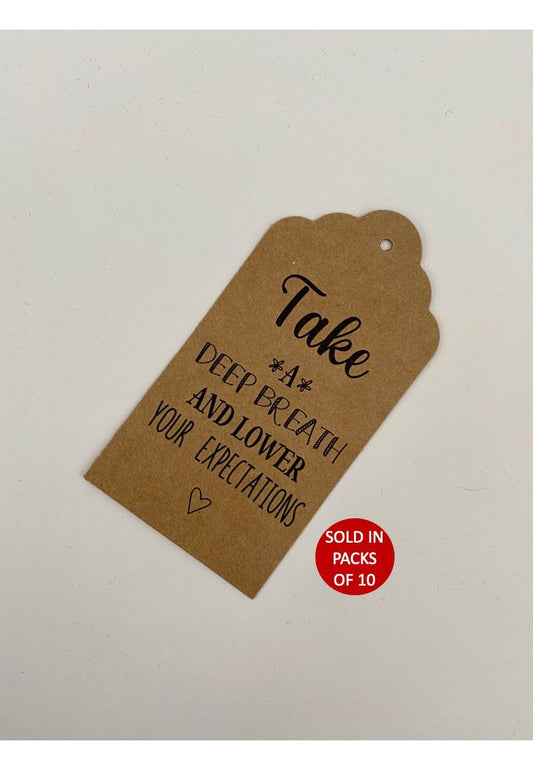 Take
*A*
DEEP BREATH
AND LOWER
YOUR EXPECTATIONS
SOLD IN
PACKS
OF 10